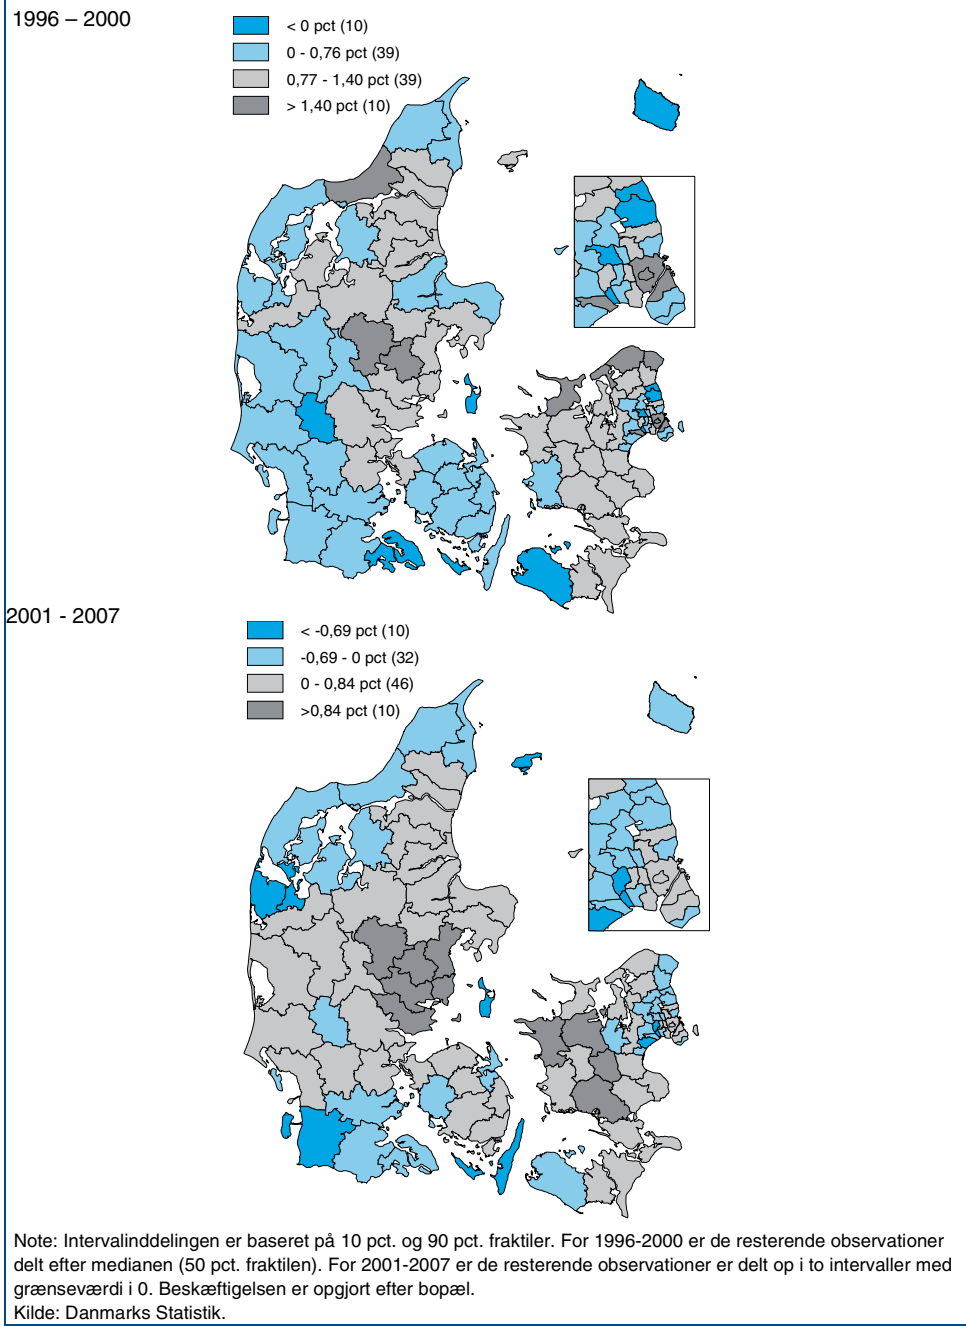 1996 – 2000
< 0 pct (10)
0 - 0,76 pct (39)
0,77 - 1,40 pct (39)
> 1,40 pct (10)
2001 - 2007
< -0,69 pct (10)
-0,69 - 0 pct (32)
0 - 0,84 pct (46)
>0,84 pct (10)
Note: Intervalinddelingen er baseret på 10 pct. og 90 pct. fraktiler. For 1996-2000 er de resterende observationer
delt efter medianen (50 pct. fraktilen). For 2001-2007 er de resterende observationer er delt op i to intervaller med
grænseværdi i 0. Beskæftigelsen er opgjort efter bopæl.
Kilde: Danmarks Statistik.